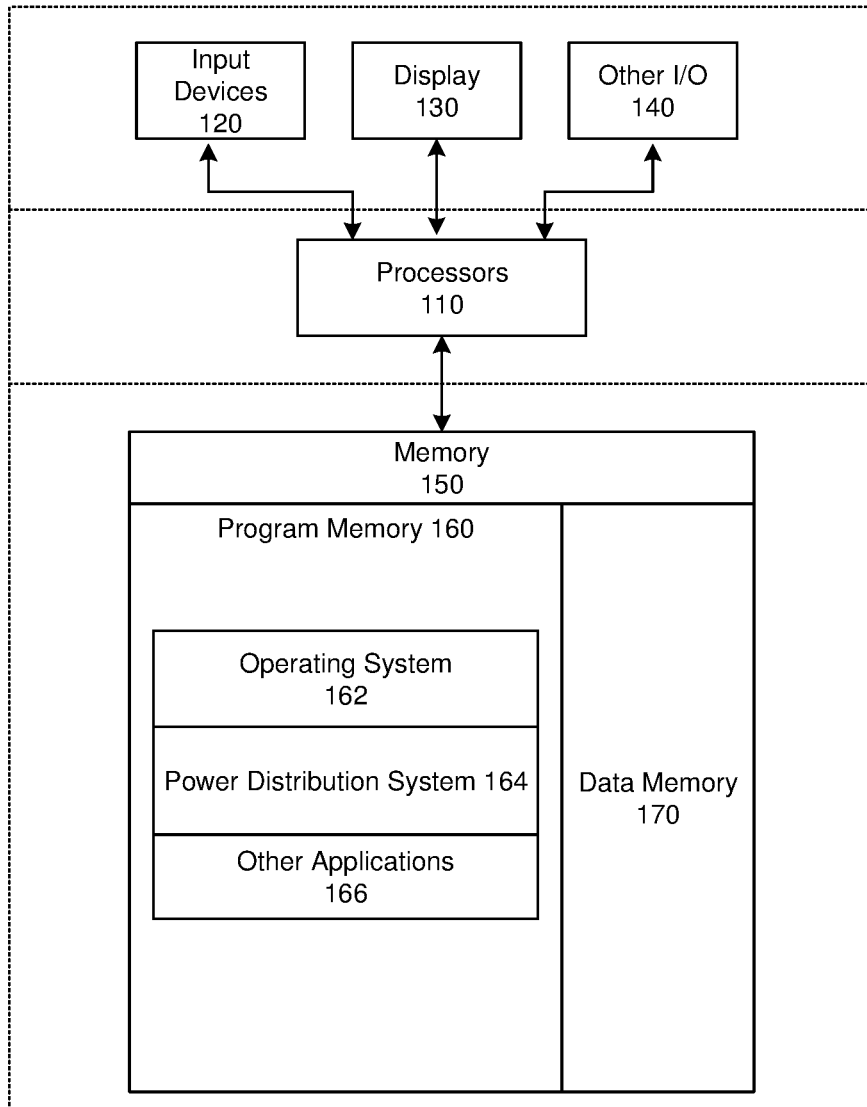 Input
Devices
120
Display
130
Other I/O
140
Processors
110
Memory
150
Program Memory 160
Operating System
162
Power Distribution System 164
Other Applications
166
Data Memory
170